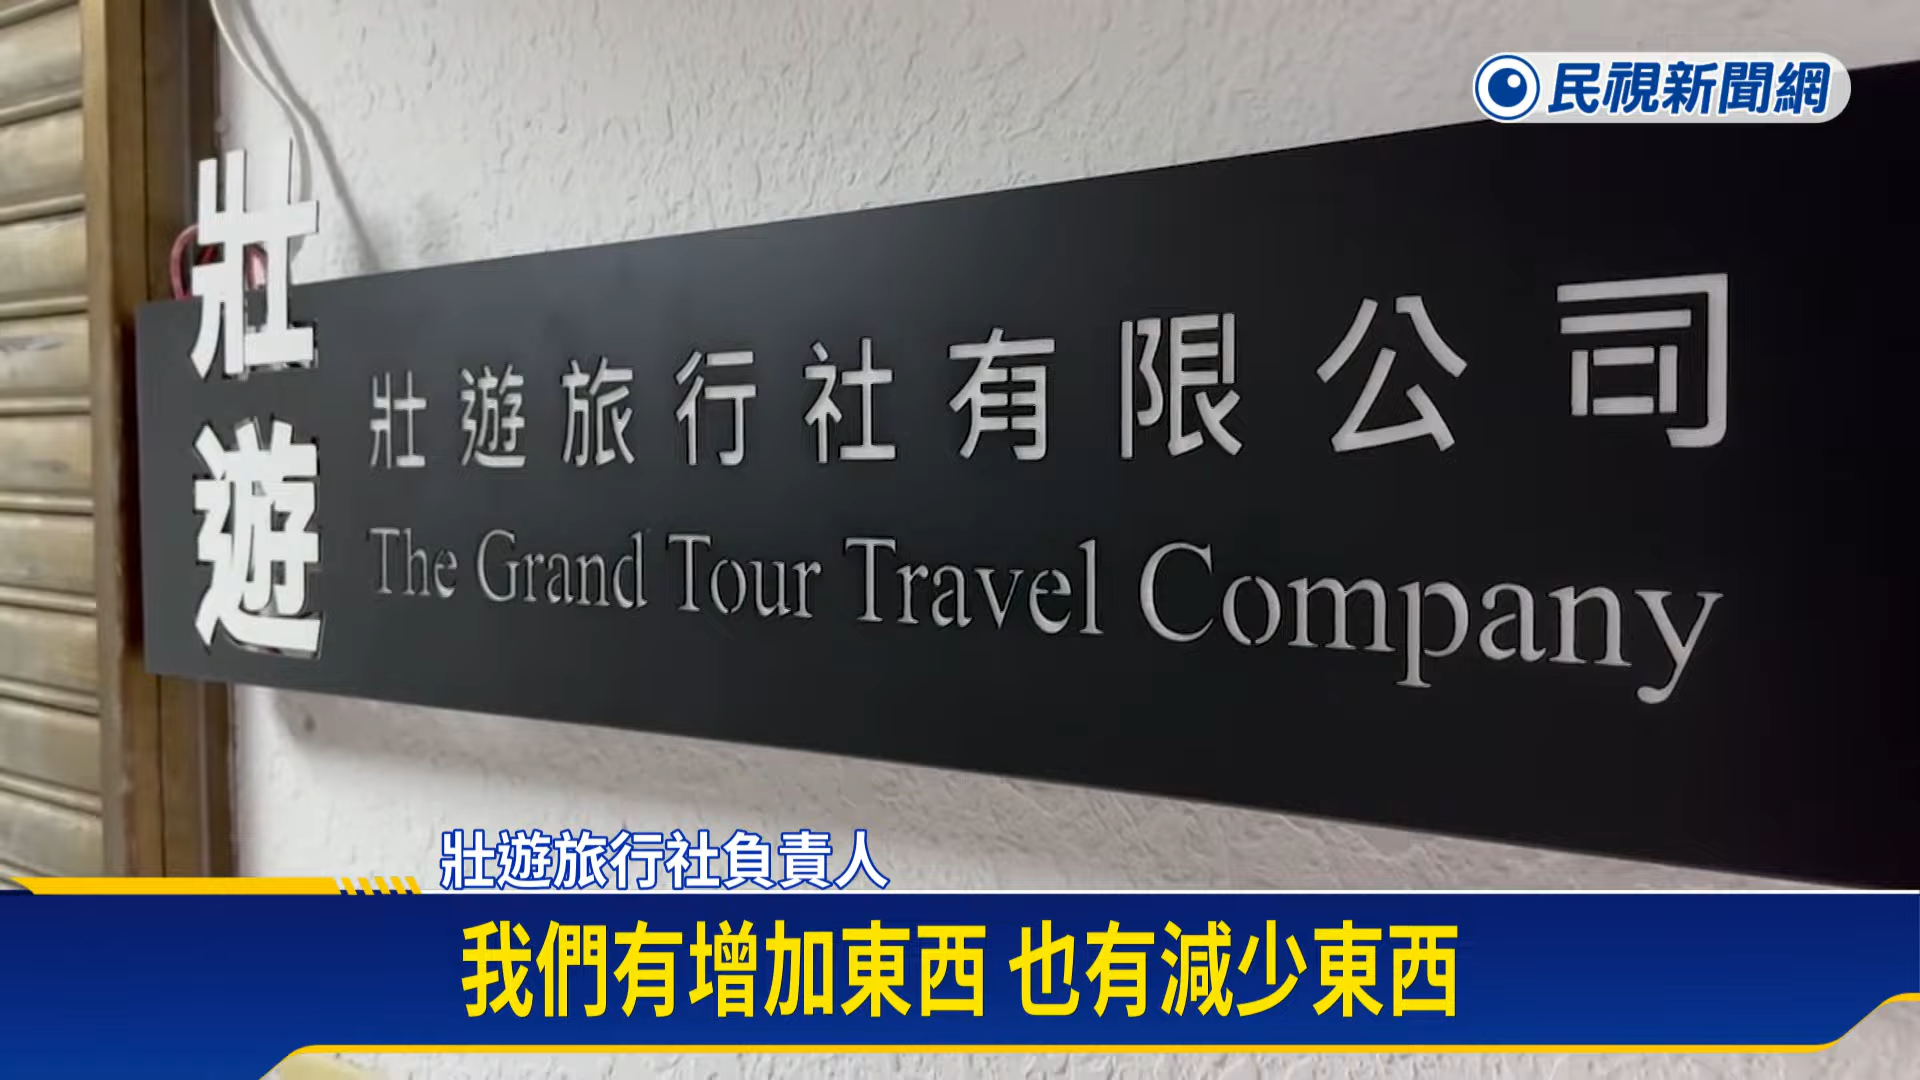 民視新聞網
壯遊
壯遊旅行社有限公司
The Grand Tour Travel Company
壯遊旅行社負責人
我們有增加東西 也有減少東西